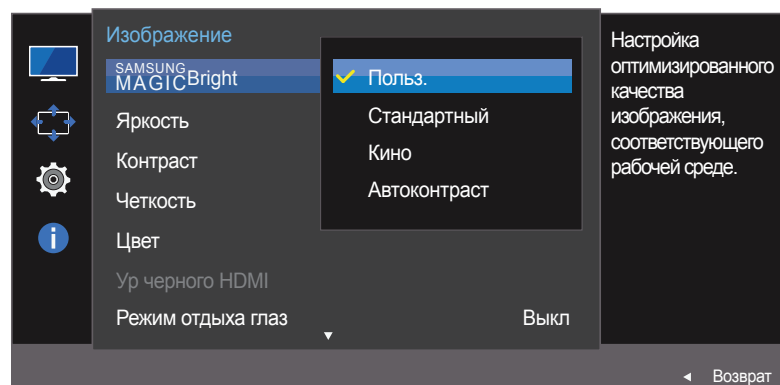 Изображение
SAMSUNG
MAGICBright
Яркость
Контраст
Четкость
Цвет
Ур черного HDMI
Режим отдыха глаз Выкл
Польз.
Стандартный
Кино
Автоконтраст
Настройка
оптимизированного
качества
изображения,
соответствующего
рабочей среде.
Возврат